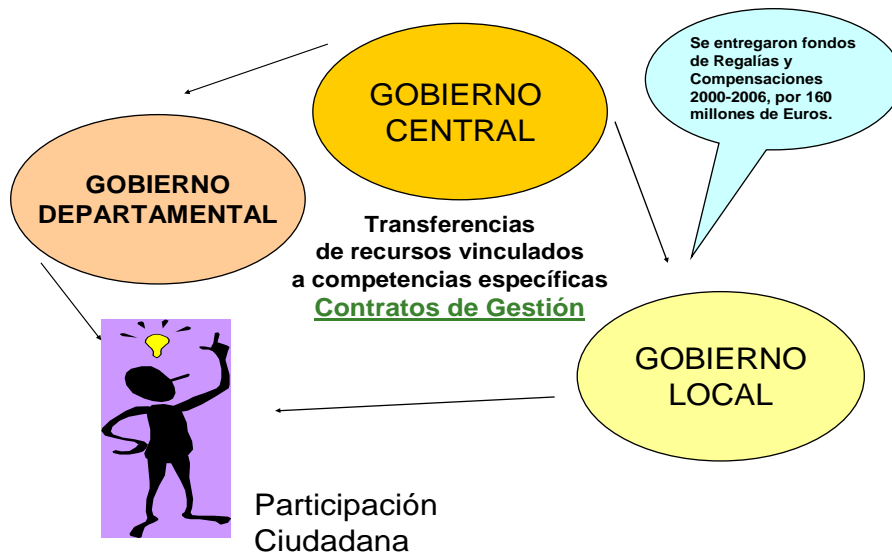 GOBIERNO
CENTRAL
Se entregaron fondos
de Regalías y
Compensaciones
2000-2006, por 160
millones de Euros.
GOBIERNO
DEPARTAMENTAL
Transferencias
de recursos vinculados
a competencias específicas
Contratos de Gestión
GOBIERNO
LOCAL
Participación
Ciudadana